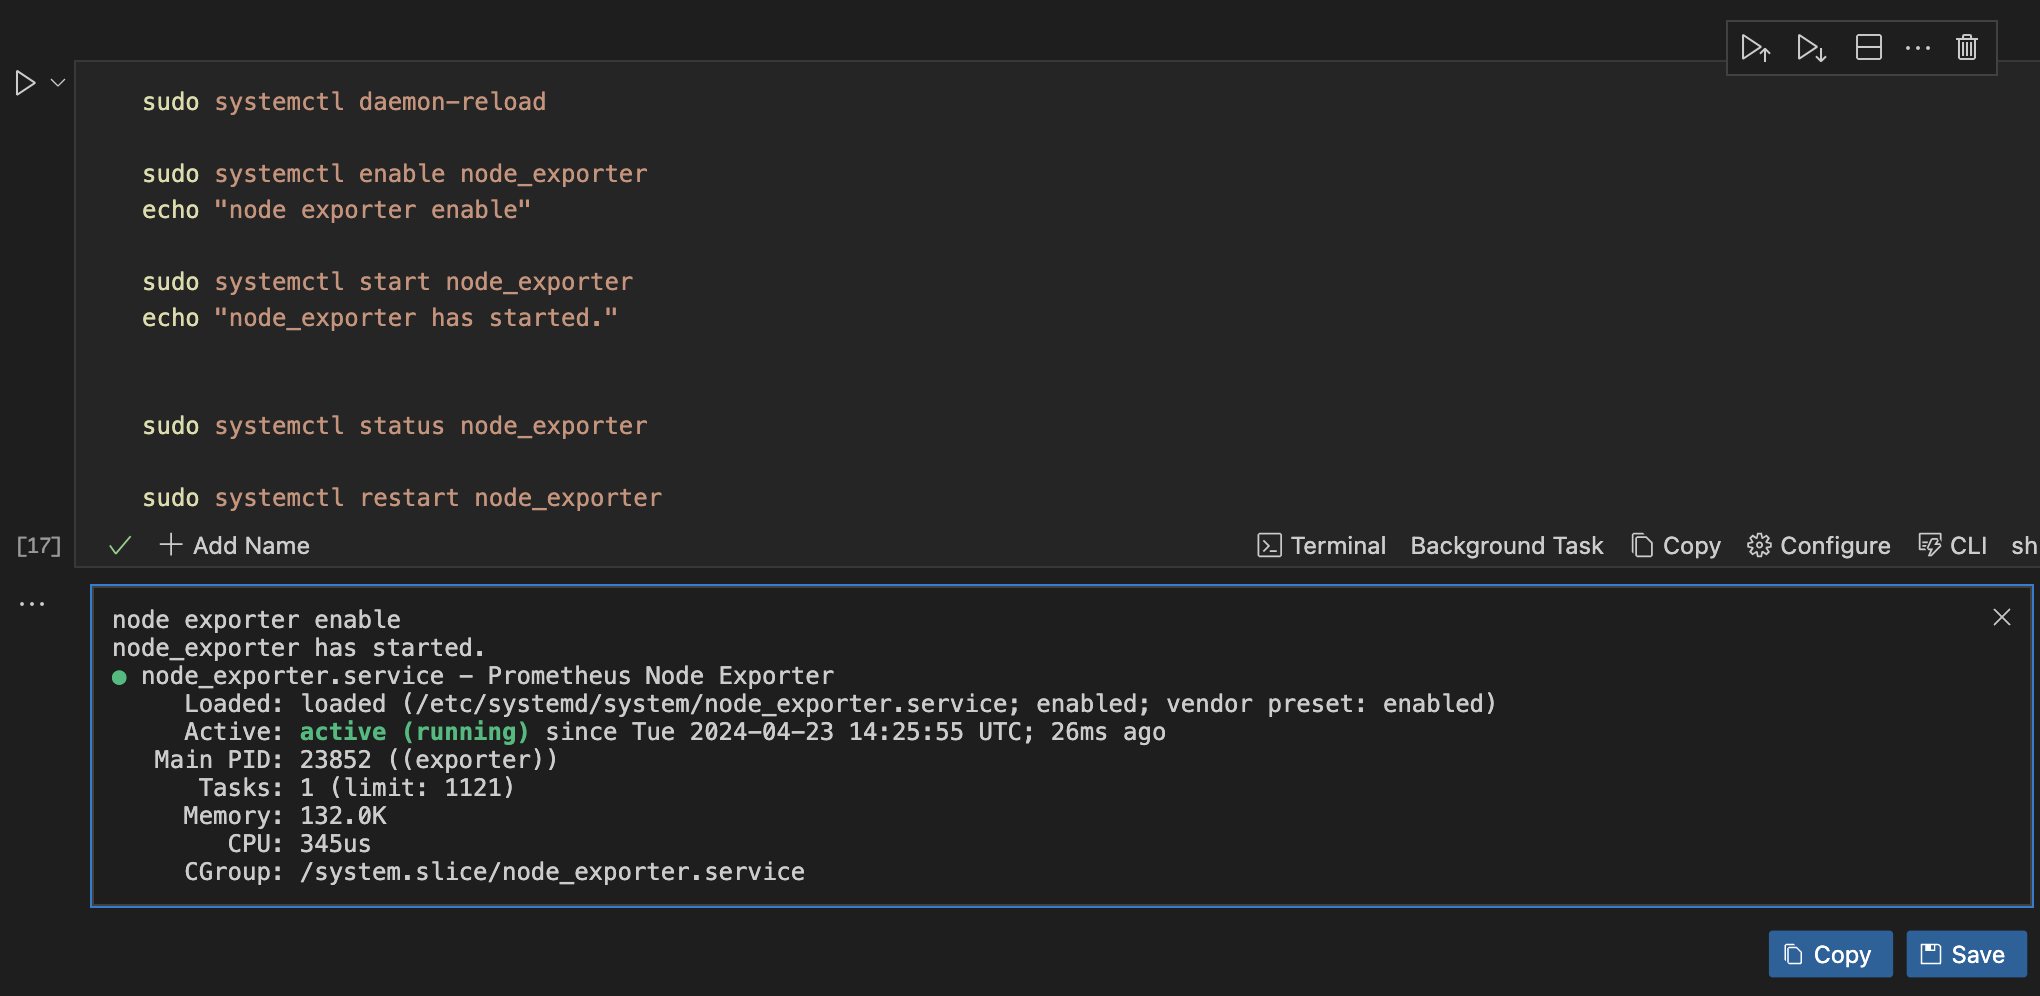 sudo systemctl daemon-reload
sudo systemctl enable node_exporter
echo "node exporter enable"
sudo systemctl start node_exporter
echo "node_exporter has started."
sudo systemctl status node_exporter
sudo systemctl restart node_exporter
[17] Add Name Terminal Background Task Copy Configure CLI sh
node exporter enable
node_exporter has started.
● node_exporter.service - Prometheus Node Exporter
Loaded: loaded (/etc/systemd/system/node_exporter.service; enabled; vendor preset: enabled)
Active: active (running) since Tue 2024-04-23 14:25:55 UTC; 26ms ago
Main PID: 23852 ((exporter))
Tasks: 1 (limit: 1121)
Memory: 132.0K
CPU: 345us
CGroup: /system.slice/node_exporter.service
Copy Save